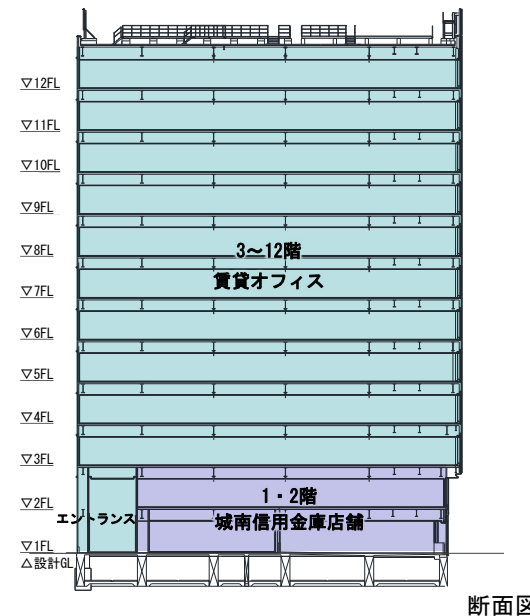 ▽12FL
▽11FL
▽10FL
▽9FL
▽8FL
3～12階
賃貸オフィス
▽7FL
▽6FL
▽5FL
▽4FL
▽3FL
▽2FL
1・2階
エントランス
城南信用金庫店舗
▽1FL
△設計GL
断面図